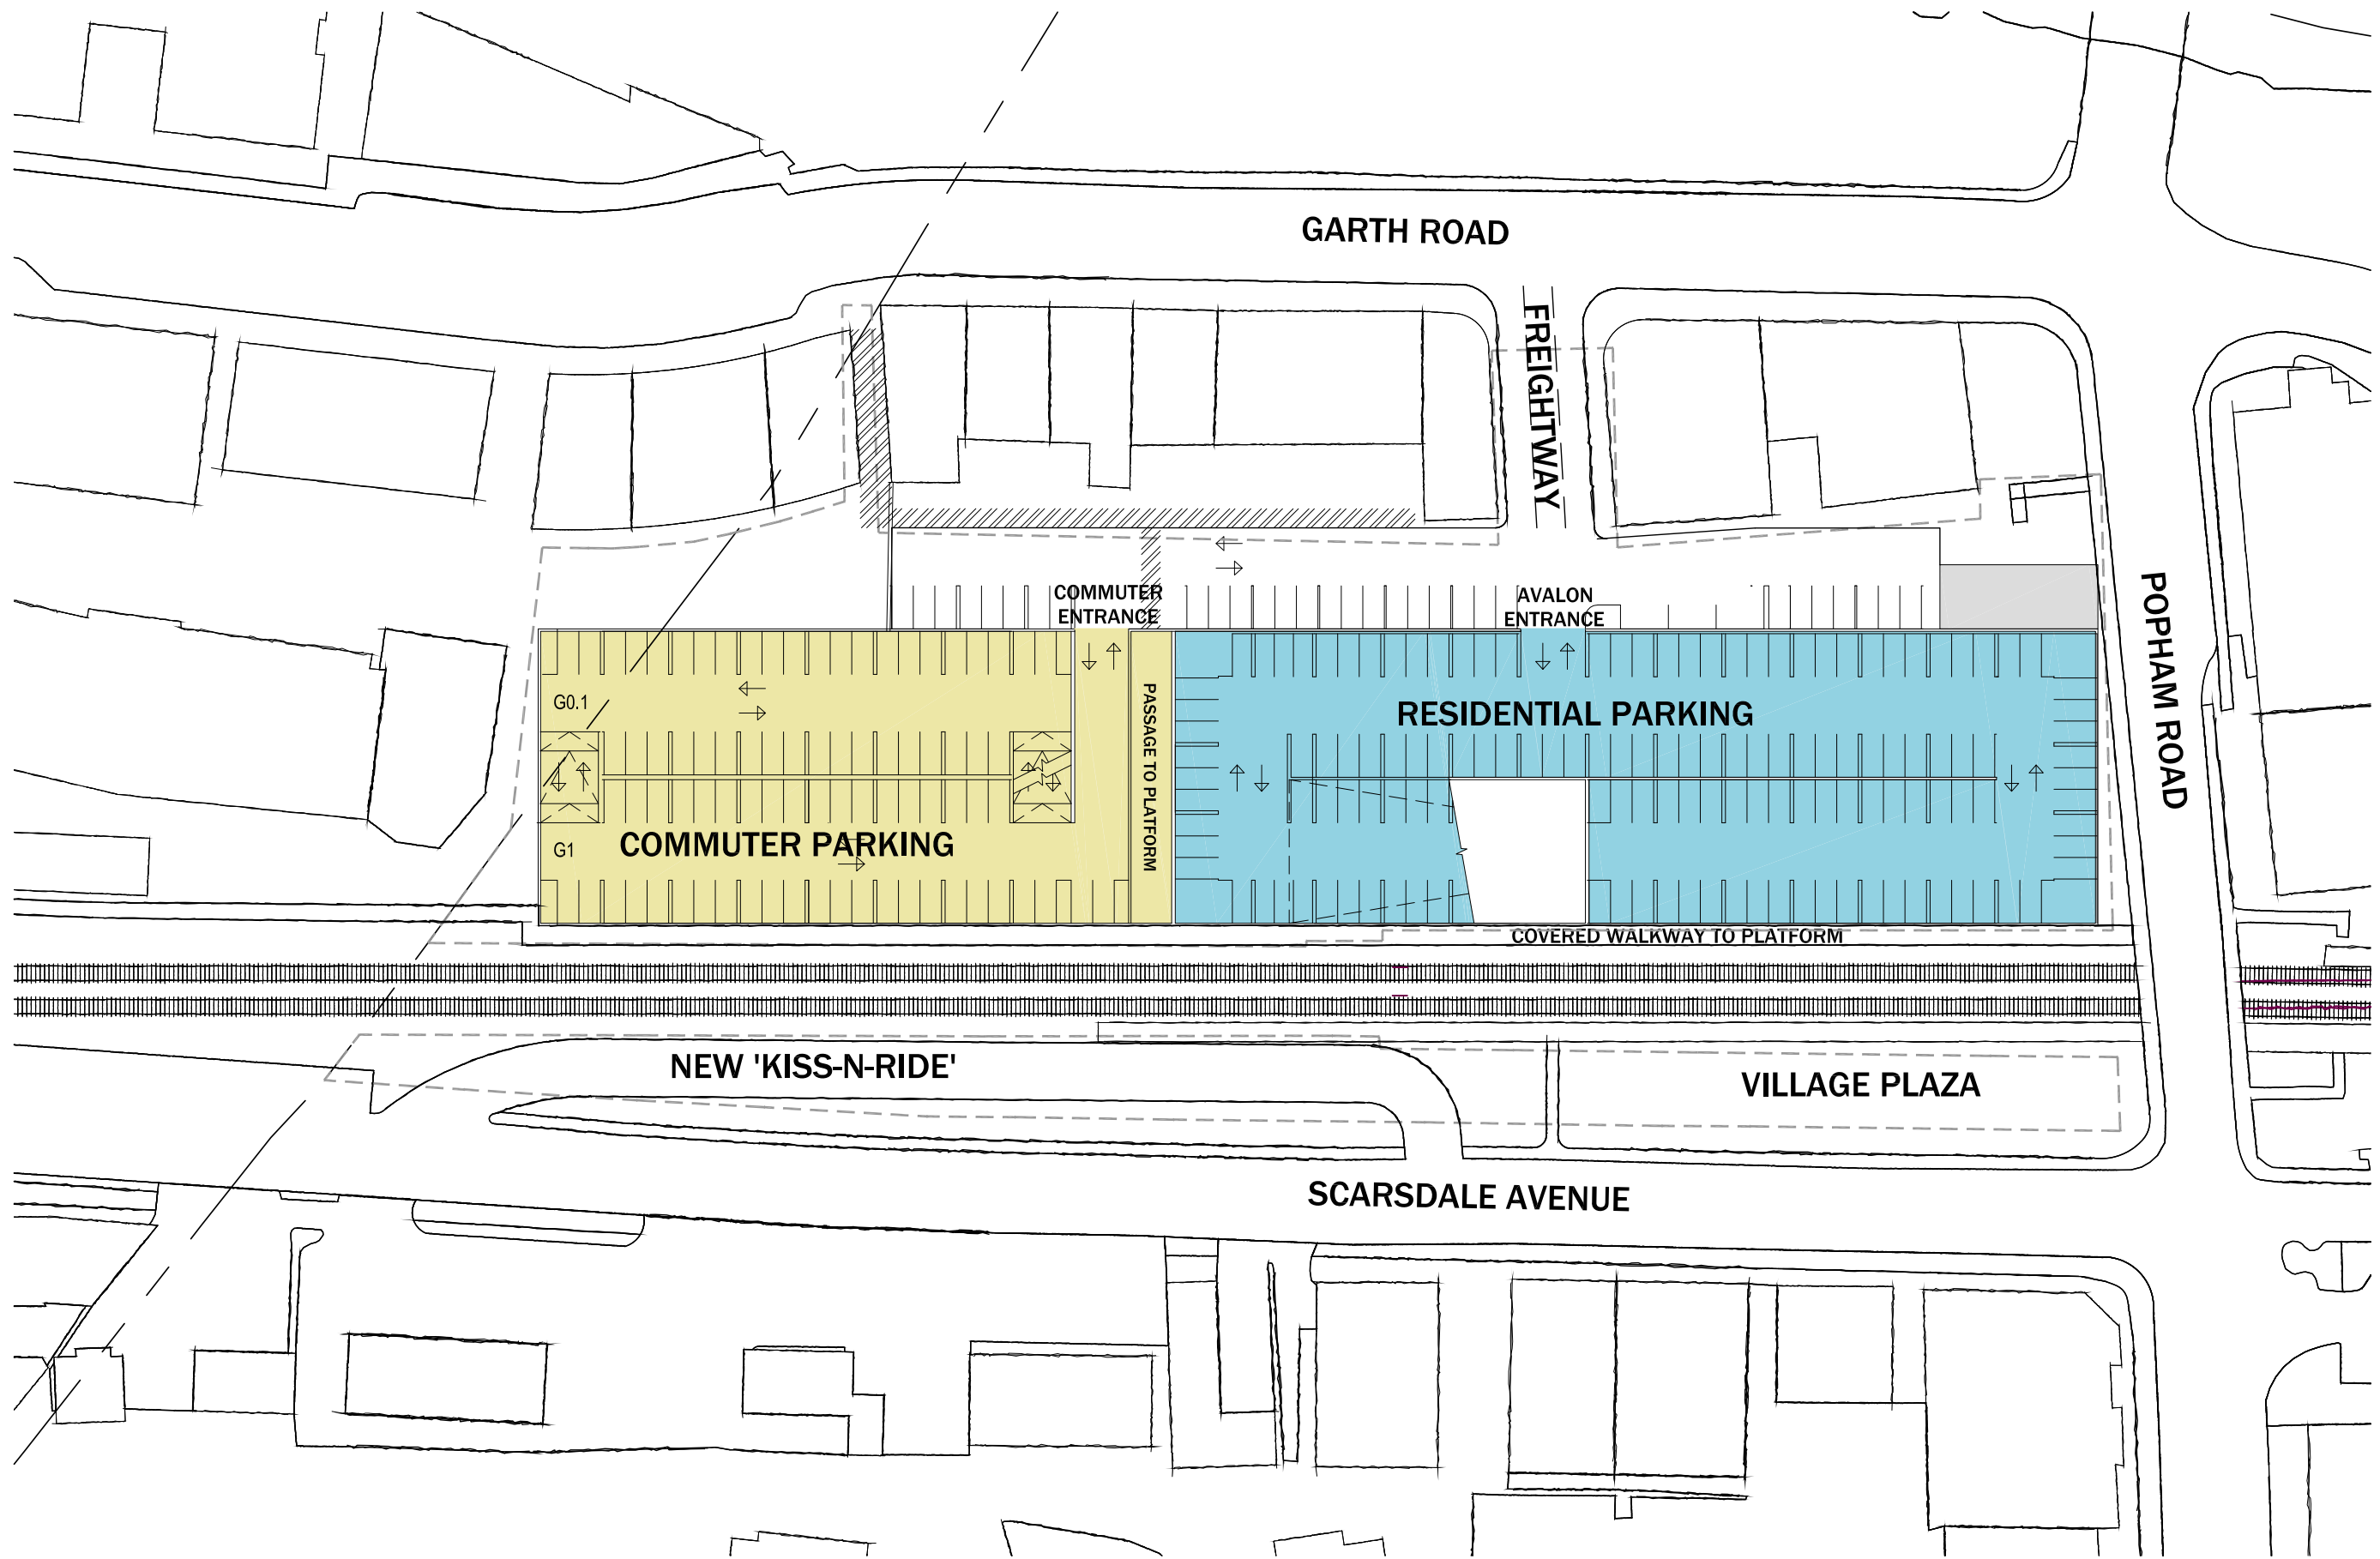 GARTH ROAD
FREIGHTWAY
COMMUTER
ENTRANCE
AVALON
ENTRANCE
POPHAM ROAD
G0.1
PASSAGE TO PLATFORM
RESIDENTIAL PARKING
COMMUTER PARKING
G1
COVERED WALKWAY TO PLATFORM
NEW 'KISS-N-RIDE'
VILLAGE PLAZA
SCARSDALE AVENUE